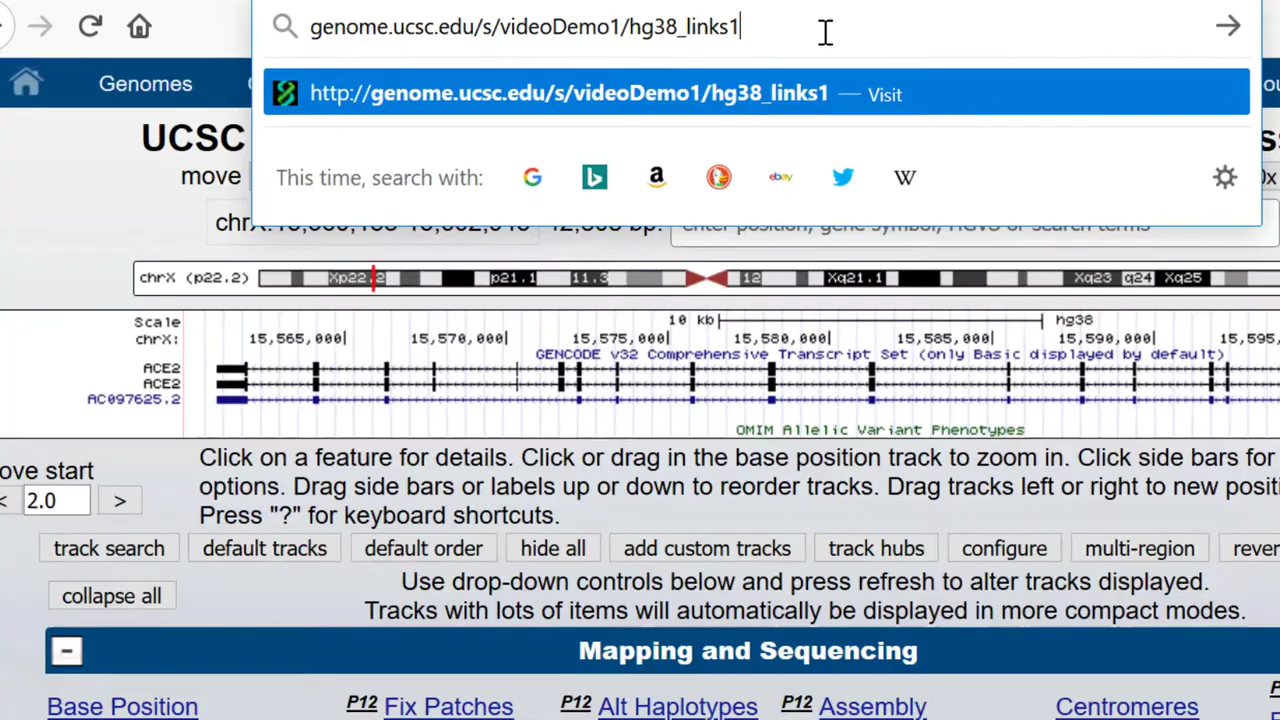 genome.ucsc.edu/s/videoDemo1/hg38_links1
http://genome.ucsc.edu/s/videoDemo1/hg38_links1 — Visit
This time, search with:
Genomes
UCSC
move
0x
chrX (p22.2) Xp22.2 p21.1 11.3 12 Xq21.1 Xq23 q24 Xq25
Scale 10 kb hg38
chrX: 15,565,000 15,570,000 15,575,000 15,580,000 15,585,000 15,590,000 15,595,
GENCODE v32 Comprehensive Transcript Set (only Basic displayed by default)
ACE2
ACE2
AC097625.2
OMIM Allelic Variant Phenotypes
ove start
< 2.0 >
Click on a feature for details. Click or drag in the base position track to zoom in. Click side bars for
options. Drag side bars or labels up or down to reorder tracks. Drag tracks left or right to new positi
Press "?" for keyboard shortcuts.
track search default tracks default order hide all add custom tracks track hubs configure multi-region rever
collapse all
Use drop-down controls below and press refresh to alter tracks displayed.
Tracks with lots of items will automatically be displayed in more compact modes.
- Mapping and Sequencing
Base Position P12 Fix Patches P12 Alt Haplotypes P12 Assembly Centromeres